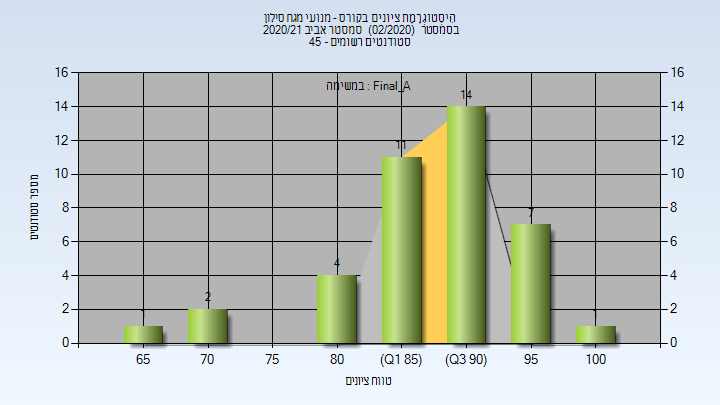 היסטוגרמת ציונים בקורס - מנועי מגח סילון
בסמסטר (02/2020) סמסטר אביב 2020/21
סטודנטים רשומים - 45
במשימה : Final_A
מספר סטודנטים
16 16
14 14
12 12
10 10
8 8
6 6
4 4
2 2
0 0
1 2 4 11 14 7 1
65 70 75 80 (Q1 85) (Q3 90) 95 100
טווח ציונים